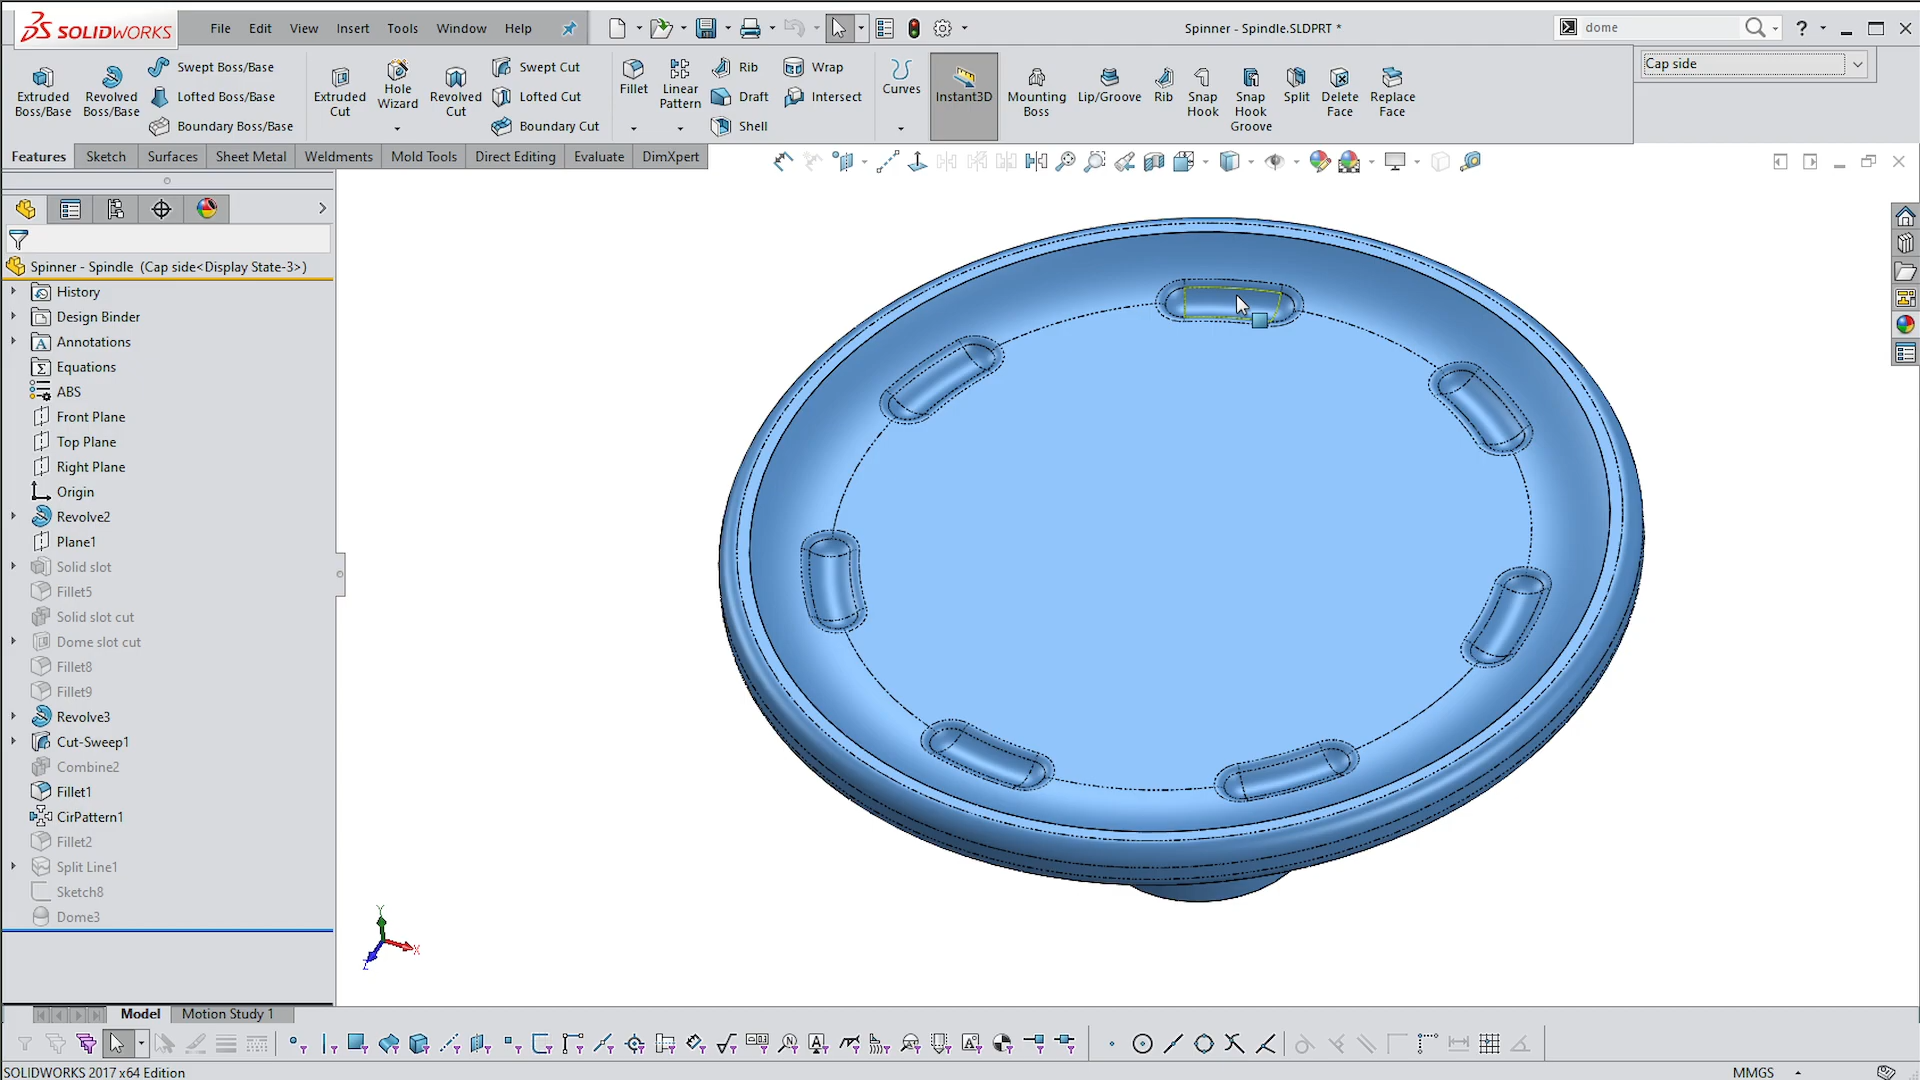 SOLIDWORKS
File Edit View Insert Tools Window Help
Spinner - Spindle.SLDPRT *
dome
?
Cap side
Extruded Boss/Base
Revolved Boss/Base
Swept Boss/Base
Lofted Boss/Base
Boundary Boss/Base
Extruded Cut
Hole Wizard
Revolved Cut
Swept Cut
Lofted Cut
Boundary Cut
Fillet
Linear Pattern
Rib
Draft
Shell
Wrap
Intersect
Curves
Instant3D
Mounting Boss
Lip/Groove
Rib
Snap Hook
Snap Hook Groove
Split
Delete Face
Replace Face
Features Sketch Surfaces Sheet Metal Weldments Mold Tools Direct Editing Evaluate DimXpert
Spinner - Spindle (Cap side<Display State-3>)
History
Design Binder
Annotations
Equations
ABS
Front Plane
Top Plane
Right Plane
Origin
Revolve2
Plane1
Solid slot
Fillet5
Solid slot cut
Dome slot cut
Fillet8
Fillet9
Revolve3
Cut-Sweep1
Combine2
Fillet1
CirPattern1
Fillet2
Split Line1
Sketch8
Dome3
Y
X
Z
Model Motion Study 1
SOLIDWORKS 2017 x64 Edition
MMGS